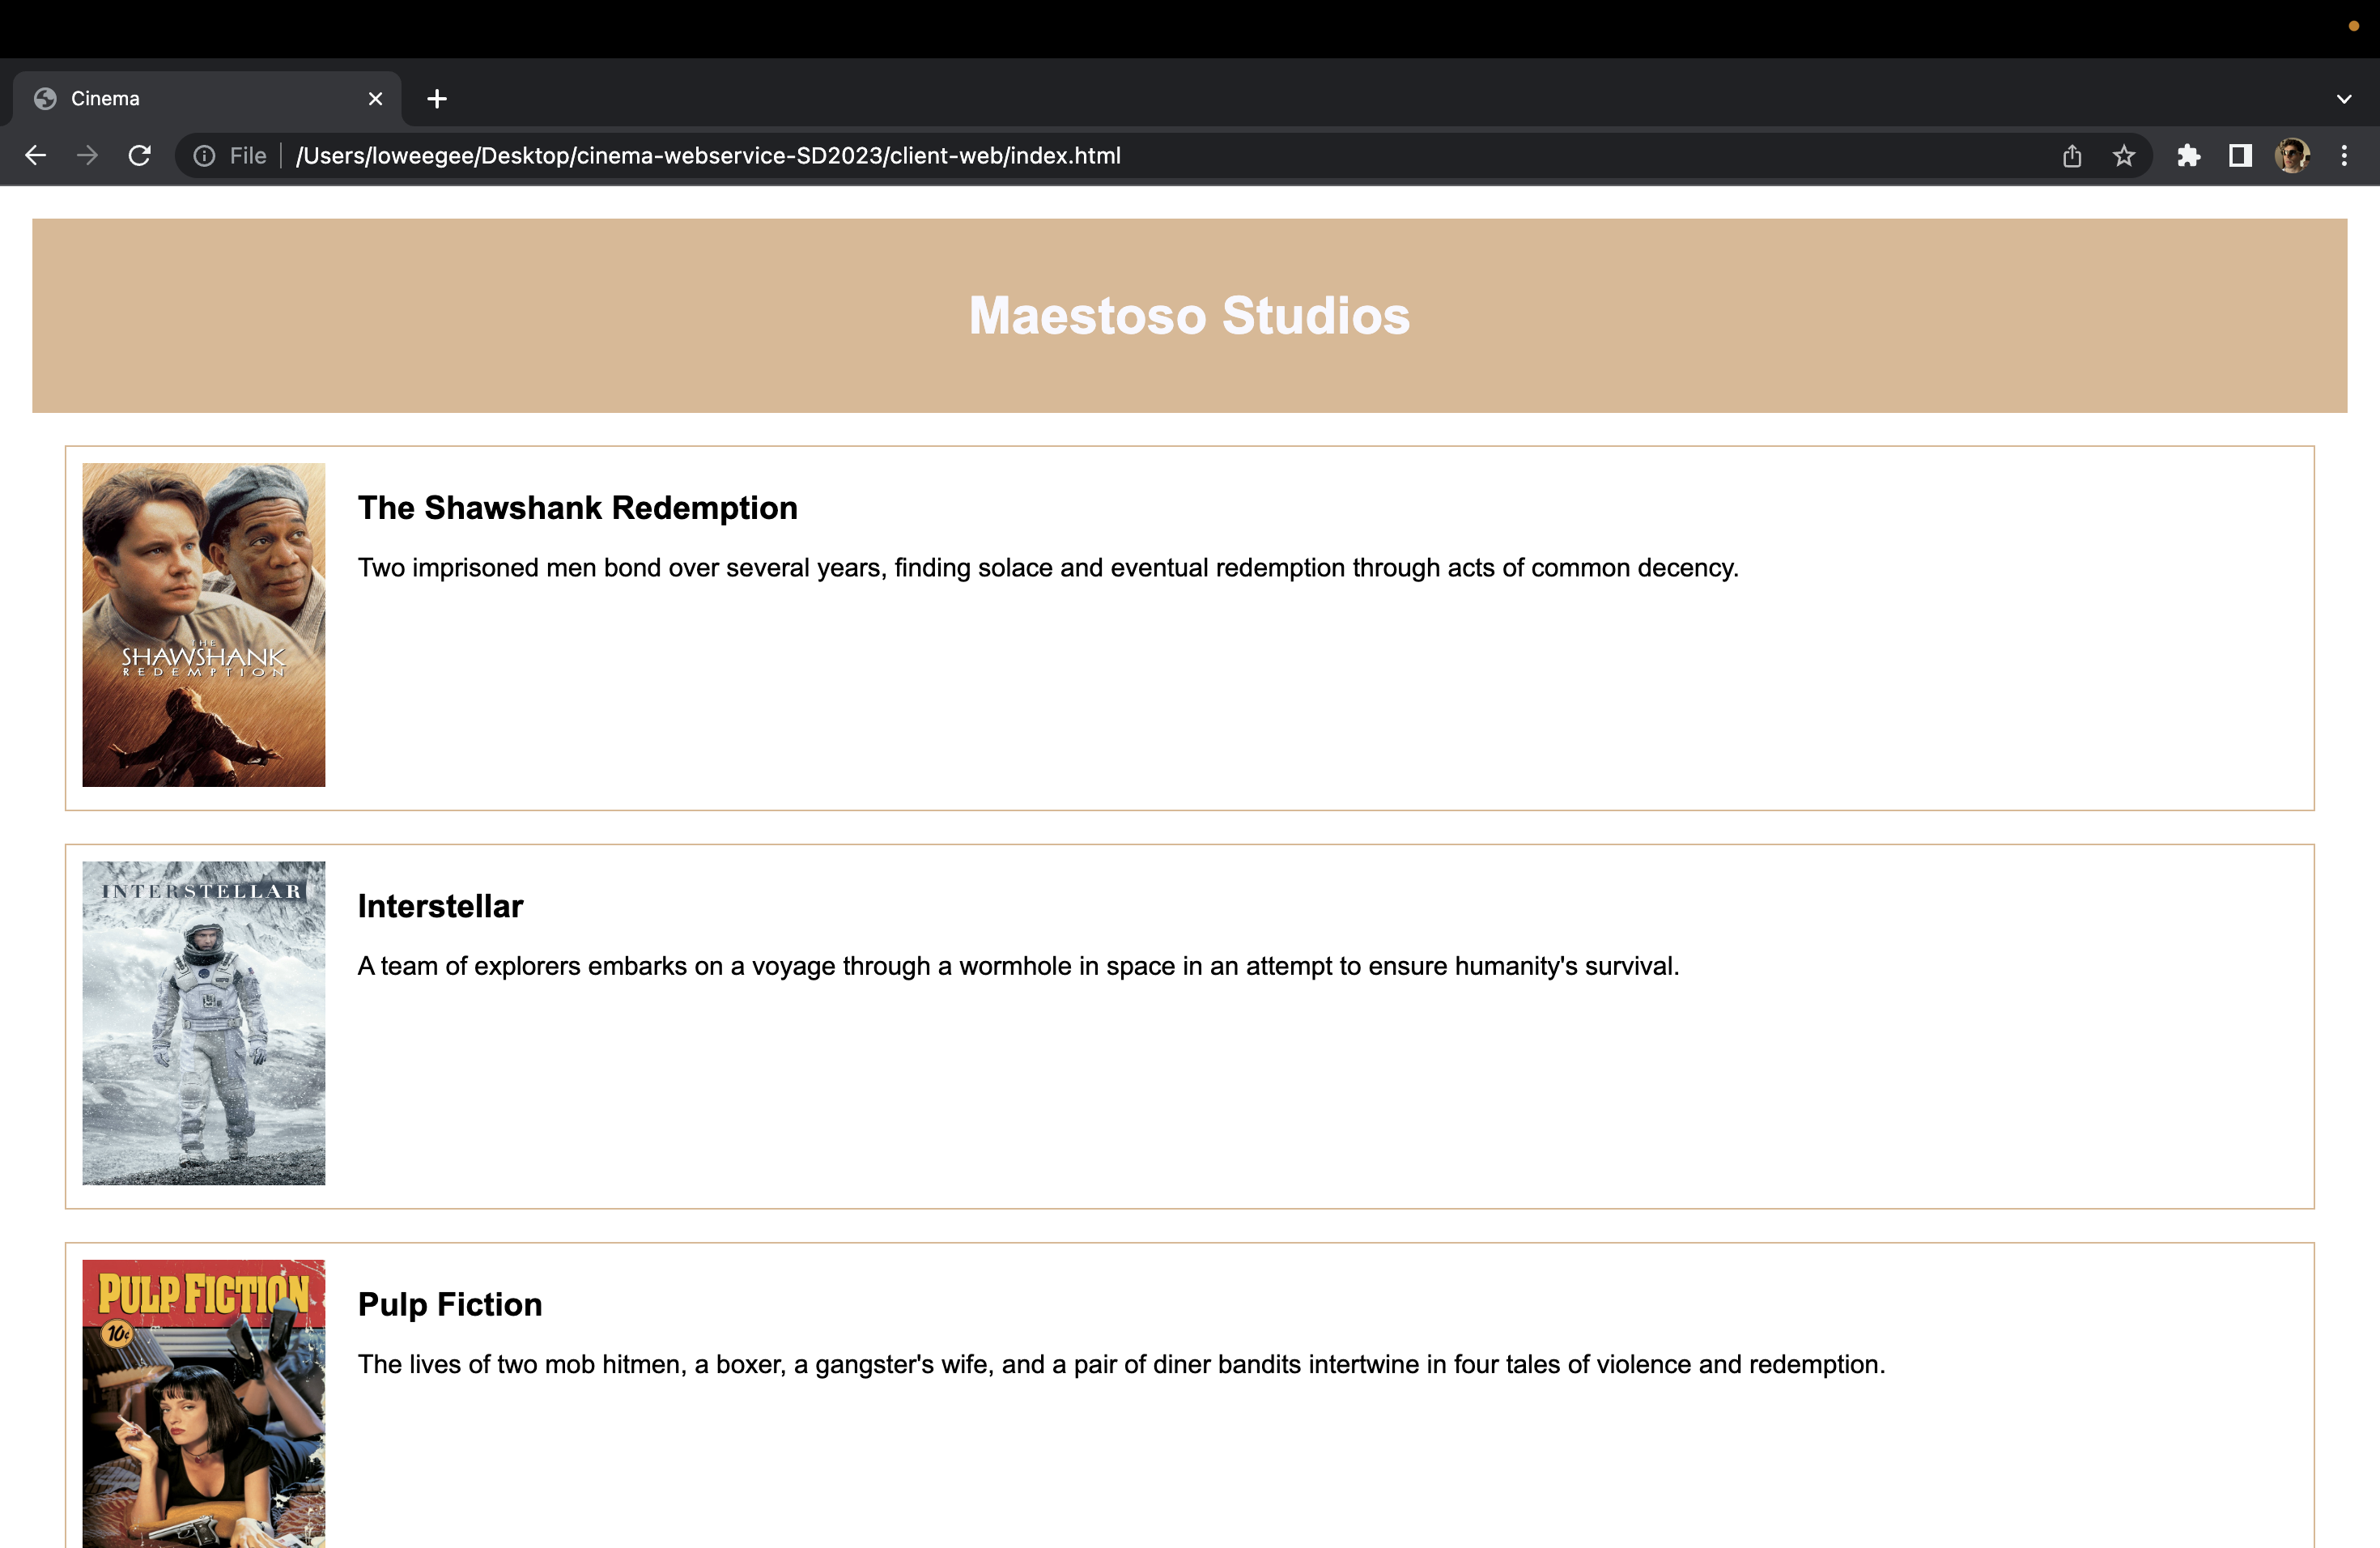 Cinema
File
/Users/loweegee/Desktop/cinema-webservice-SD2023/client-web/index.html
Maestoso Studios
The Shawshank Redemption
Two imprisoned men bond over several years, finding solace and eventual redemption through acts of common decency.
THE
SHAWSHANK
REDEMPTION
Interstellar
A team of explorers embarks on a voyage through a wormhole in space in an attempt to ensure humanity's survival.
INTERSTELLAR
Pulp Fiction
The lives of two mob hitmen, a boxer, a gangster's wife, and a pair of diner bandits intertwine in four tales of violence and redemption.
PULP FICTION
10¢